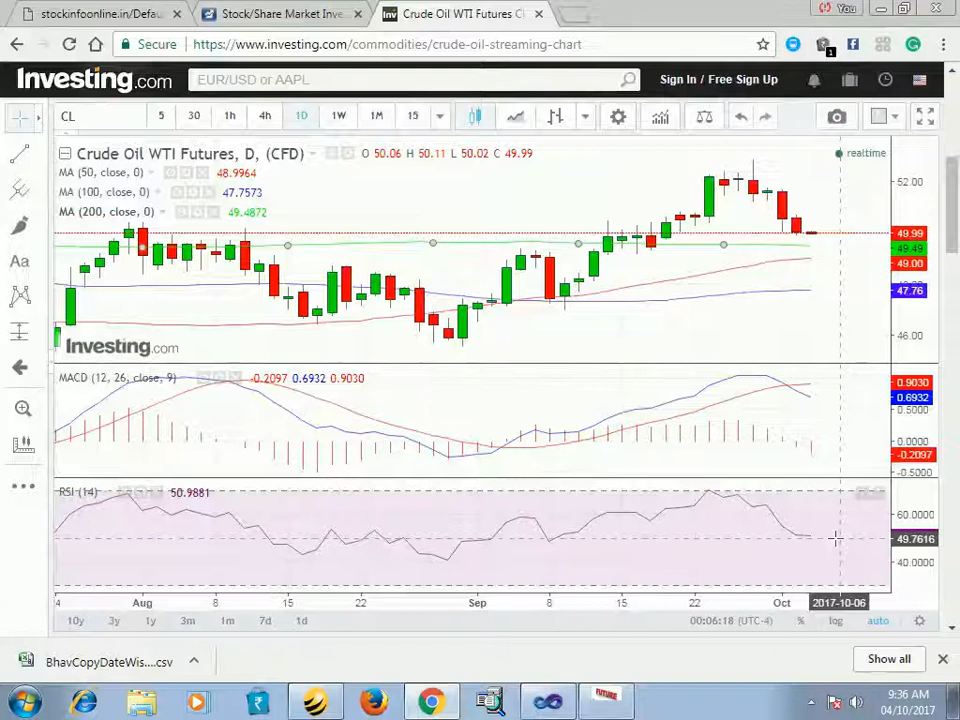 stockinfoonline.in/Defau
Stock/Share Market Inve
Crude Oil WTI Futures Cl
You
Secure
https://www.investing.com/commodities/crude-oil-streaming-chart
1
Investing.com
EUR/USD or AAPL
Sign In / Free Sign Up
CL
5
30
1h
4h
1D
1W
1M
15
Crude Oil WTI Futures, D, (CFD)
O 50.06 H 50.11 L 50.02 C 49.99
realtime
MA (50, close, 0)
48.9964
MA (100, close, 0)
47.7573
MA (200, close, 0)
49.4872
52.00
49.99
49.49
49.00
47.76
46.00
Investing.com
MACD (12, 26, close, 9)
-0.2097 0.6932 0.9030
0.9030
0.6932
0.5000
0.0000
-0.2097
-0.5000
RSI (14)
50.9881
60.0000
49.7616
40.0000
4
Aug
8
15
22
Sep
8
15
22
Oct
2017-10-06
10y
3y
1y
3m
1m
7d
1d
00:06:18 (UTC-4)
%
log
auto
BhavCopyDateWis....csv
Show all
FUTURE
9:36 AM
04/10/2017